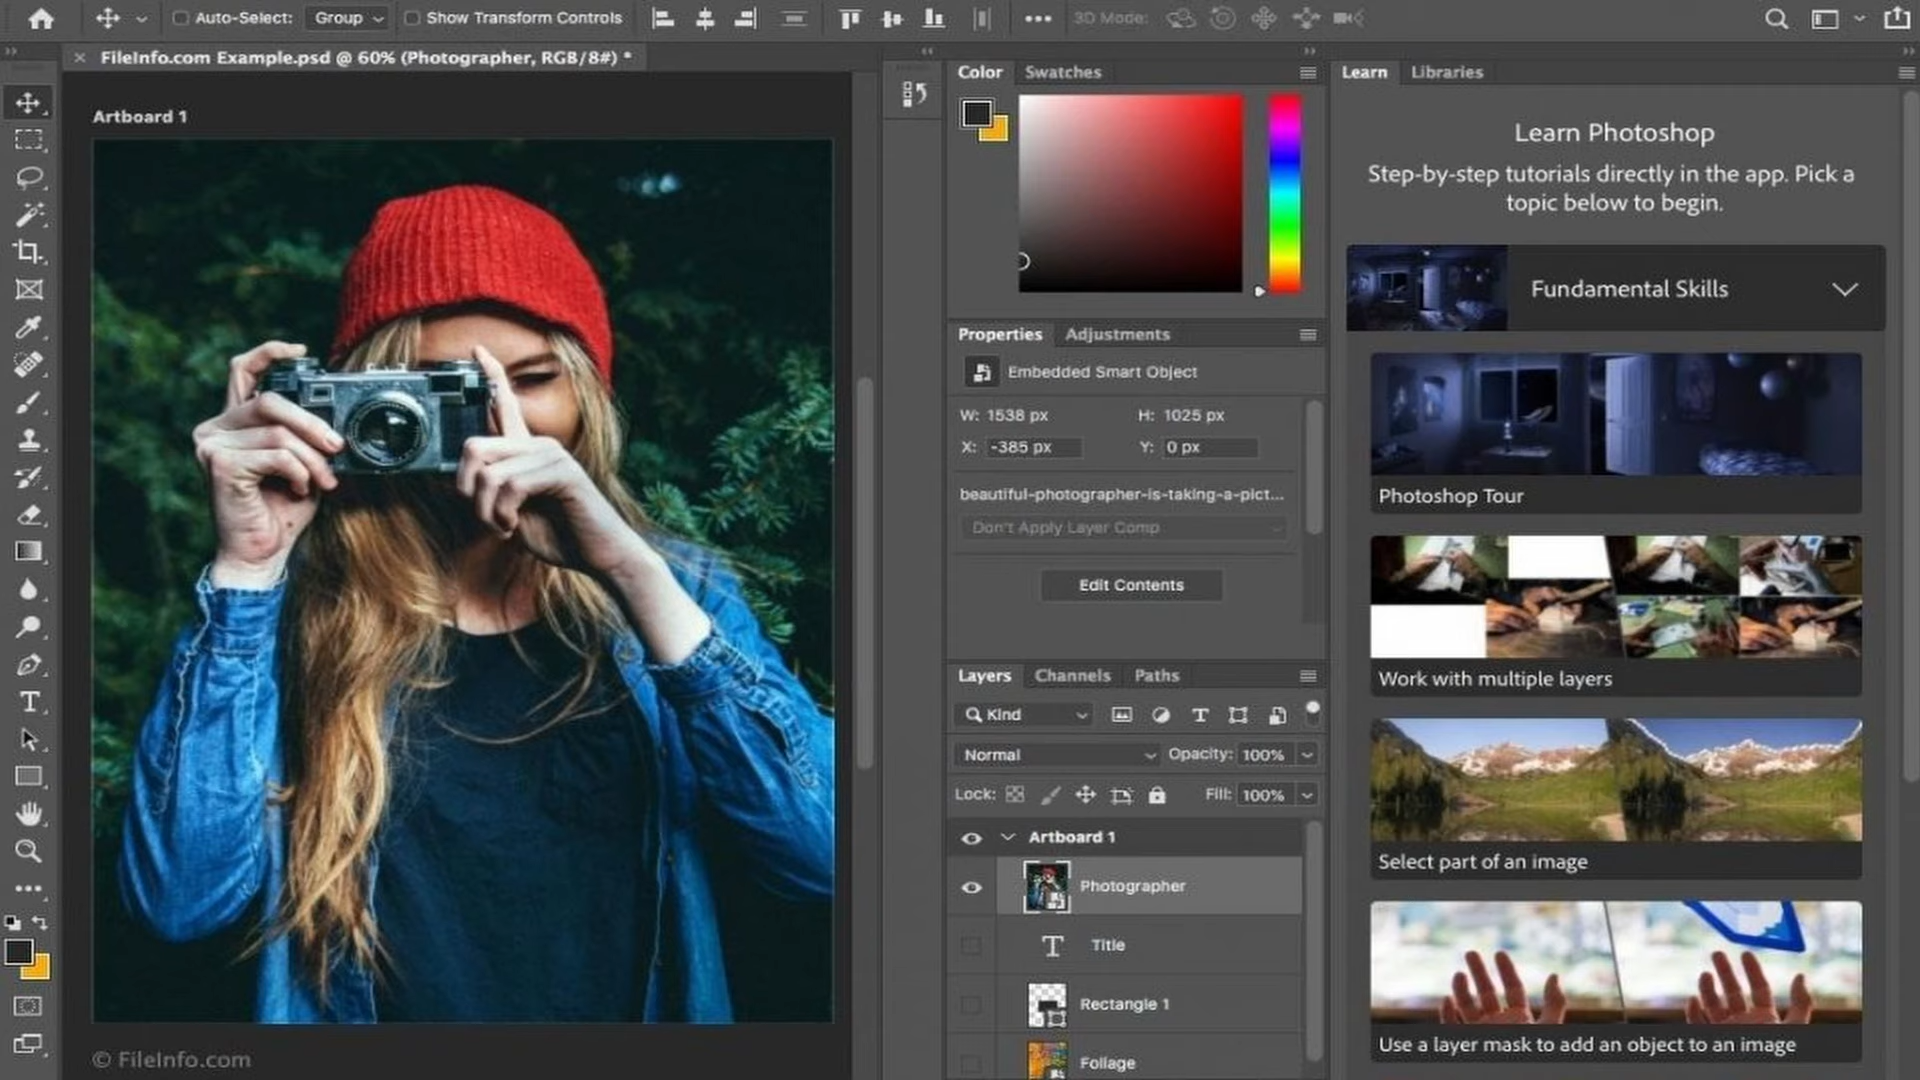 Auto-Select: Group Show Transform Controls 3D Mode:
FileInfo.com Example.psd @ 60% (Photographer, RGB/8#) *
Artboard 1
© FileInfo.com
Color Swatches
Properties Adjustments
Embedded Smart Object
W: 1538 px H: 1025 px
X: -385 px Y: 0 px
beautiful-photographer-is-taking-a-pict...
Don't Apply Layer Comp
Edit Contents
Layers Channels Paths
Kind
Normal Opacity: 100%
Lock: Fill: 100%
Artboard 1
Photographer
T Title
Rectangle 1
Foliage
Learn Libraries
Learn Photoshop
Step-by-step tutorials directly in the app. Pick a
topic below to begin.
Fundamental Skills
Photoshop Tour
Work with multiple layers
Select part of an image
Use a layer mask to add an object to an image